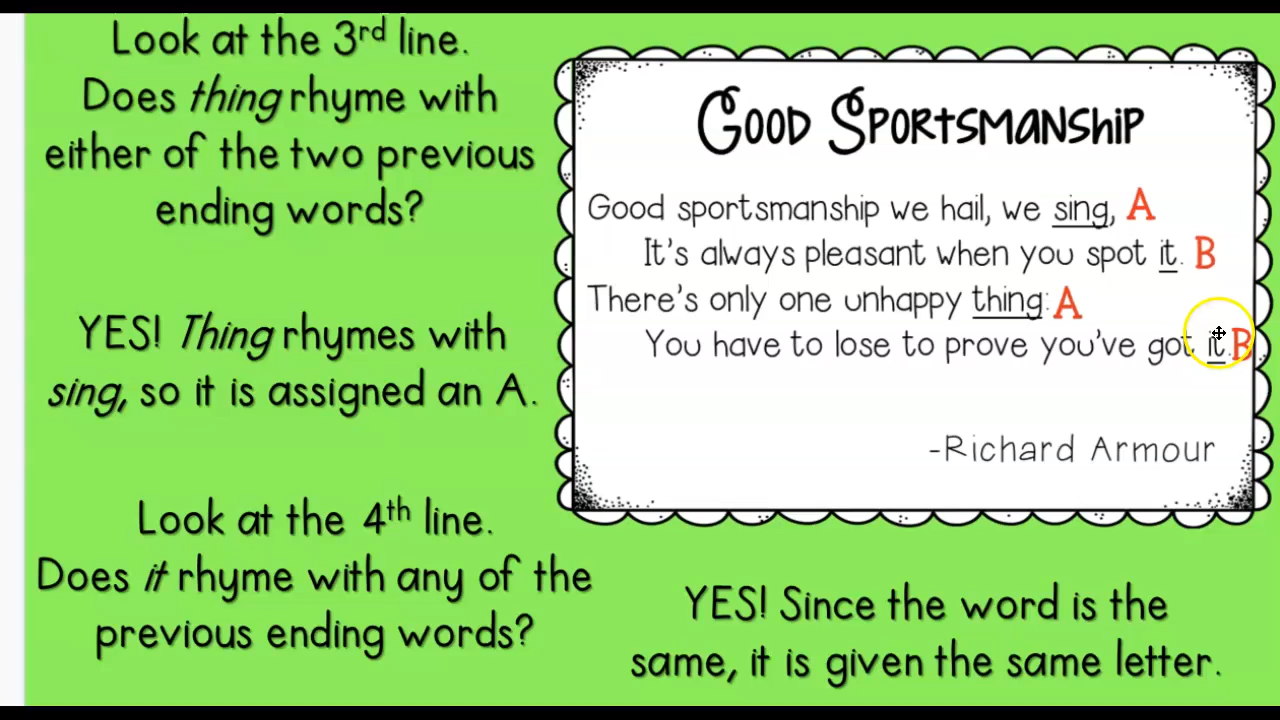 Look at the 3rd line.
Does thing rhyme with
either of the two previous
ending words?
YES! Thing rhymes with
sing, so it is assigned an A.
Look at the 4th line.
Does it rhyme with any of the
previous ending words?
Good Sportsmanship
Good sportsmanship we hail, we sing, A
It's always pleasant when you spot it. B
There's only one unhappy thing: A
You have to lose to prove you've got it. B
-Richard Armour
YES! Since the word is the
same, it is given the same letter.